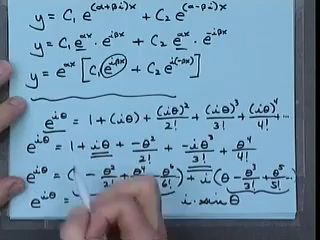 y = C₁ e^{(α+βi)x} + C₂ e^{(α-βi)x}
y = C₁ e^{αx} · e^{iβx} + C₂ e^{αx} · e^{-iβx}
y = e^{αx} [ C₁ e^{iβx} + C₂ e^{i(-βx)} ]
e^{iθ} = 1 + (iθ) + (iθ)²/2! + (iθ)³/3! + (iθ)⁴/4! + ...
e^{iθ} = 1 + iθ + -θ²/2! + -iθ³/3! + θ⁴/4!
e^{iθ} = ( - θ²/2! + θ⁴ - θ⁶/6! ) + i ( θ - θ³/3! + θ⁵/5! ...
e^{iθ} = i · sin θ